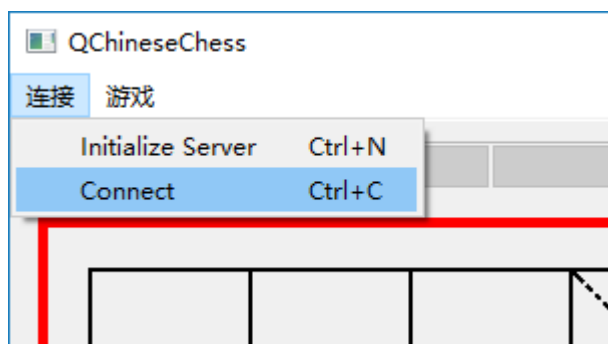 QChineseChess
连接 游戏
Initialize Server Ctrl+N
Connect Ctrl+C